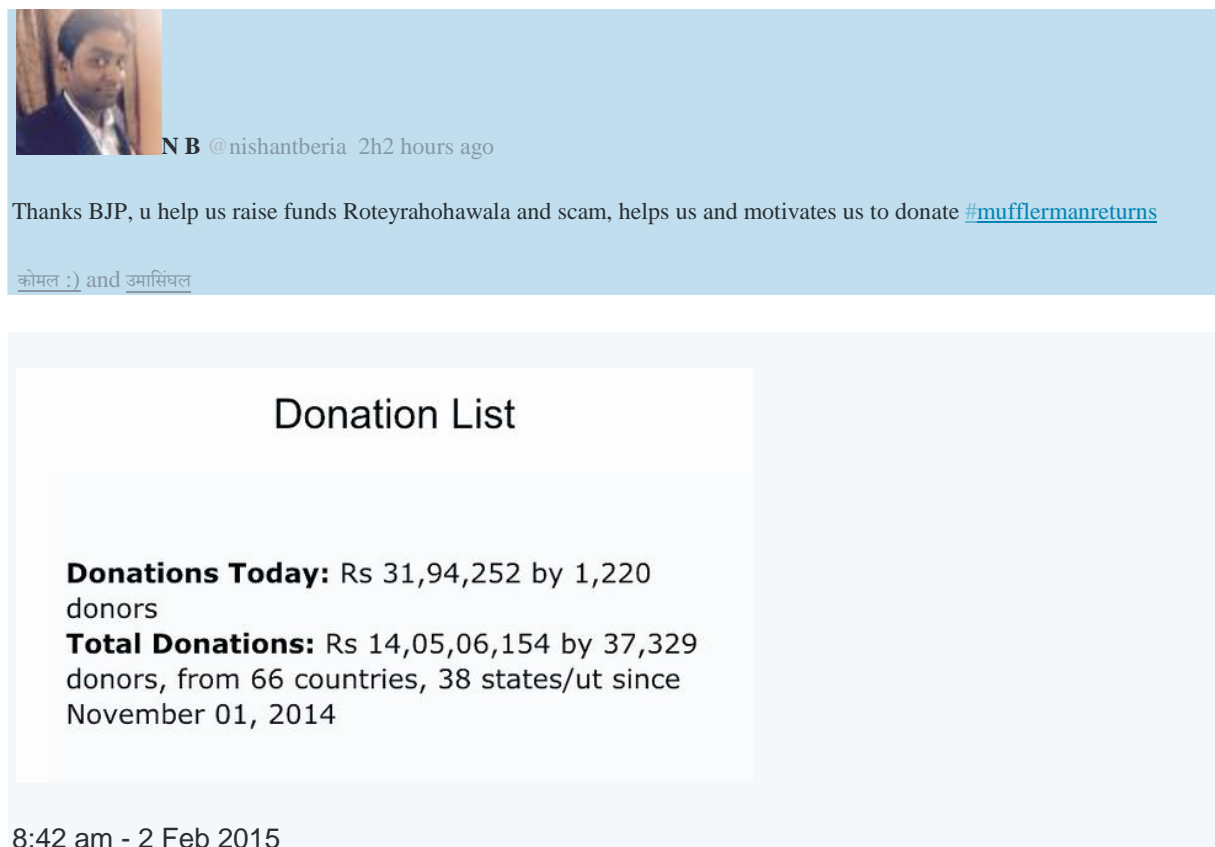 N B @nishantberia 2h2 hours ago
Thanks BJP, u help us raise funds Roteyrahohawala and scam, helps us and motivates us to donate #mufflermanreturns
कोमल :) and उमासिंघल
Donation List
Donations Today: Rs 31,94,252 by 1,220
donors
Total Donations: Rs 14,05,06,154 by 37,329
donors, from 66 countries, 38 states/ut since
November 01, 2014
8:42 am - 2 Feb 2015